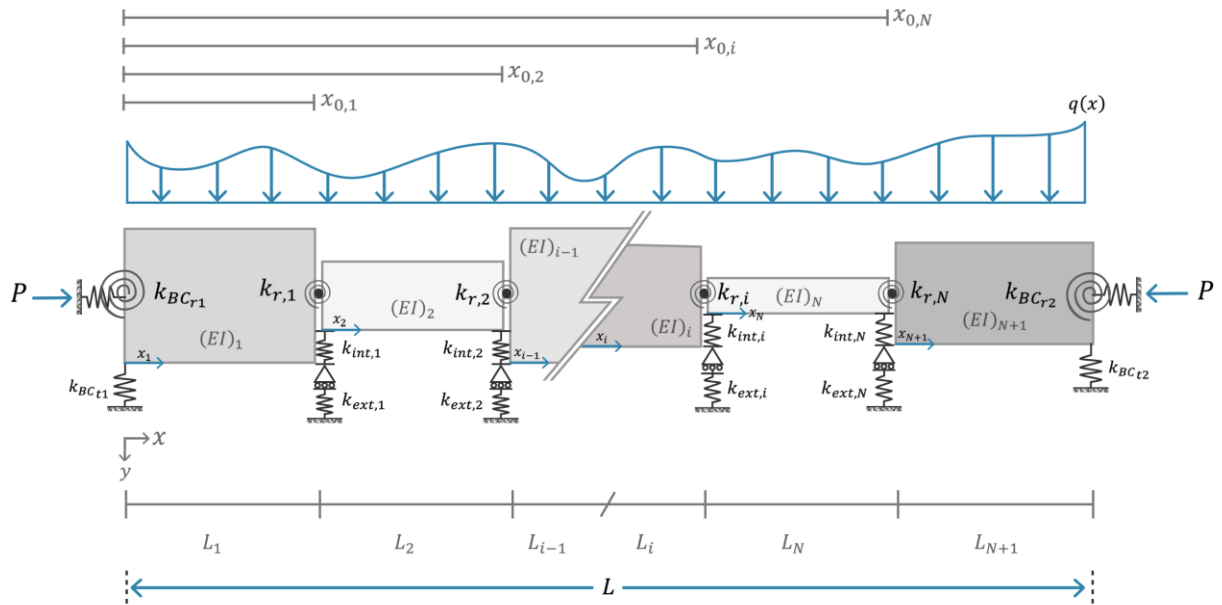 x_{0,N}
x_{0,i}
x_{0,2}
x_{0,1}
q(x)
(EI)_{i−1}
P k_{BC_{r1}} k_{r,1} k_{r,2} k_{r,i} k_{r,N} k_{BC_{r2}} P
(EI)_1 (EI)_2 (EI)_i (EI)_N (EI)_{N+1}
x_1 x_2 x_{i−1} x_i x_N x_{N+1}
k_{BC_{t1}} k_{int,1} k_{int,2} k_{int,i} k_{int,N} k_{BC_{t2}}
k_{ext,1} k_{ext,2} k_{ext,i} k_{ext,N}
x
y
L_1 L_2 L_{i−1} L_i L_N L_{N+1}
L